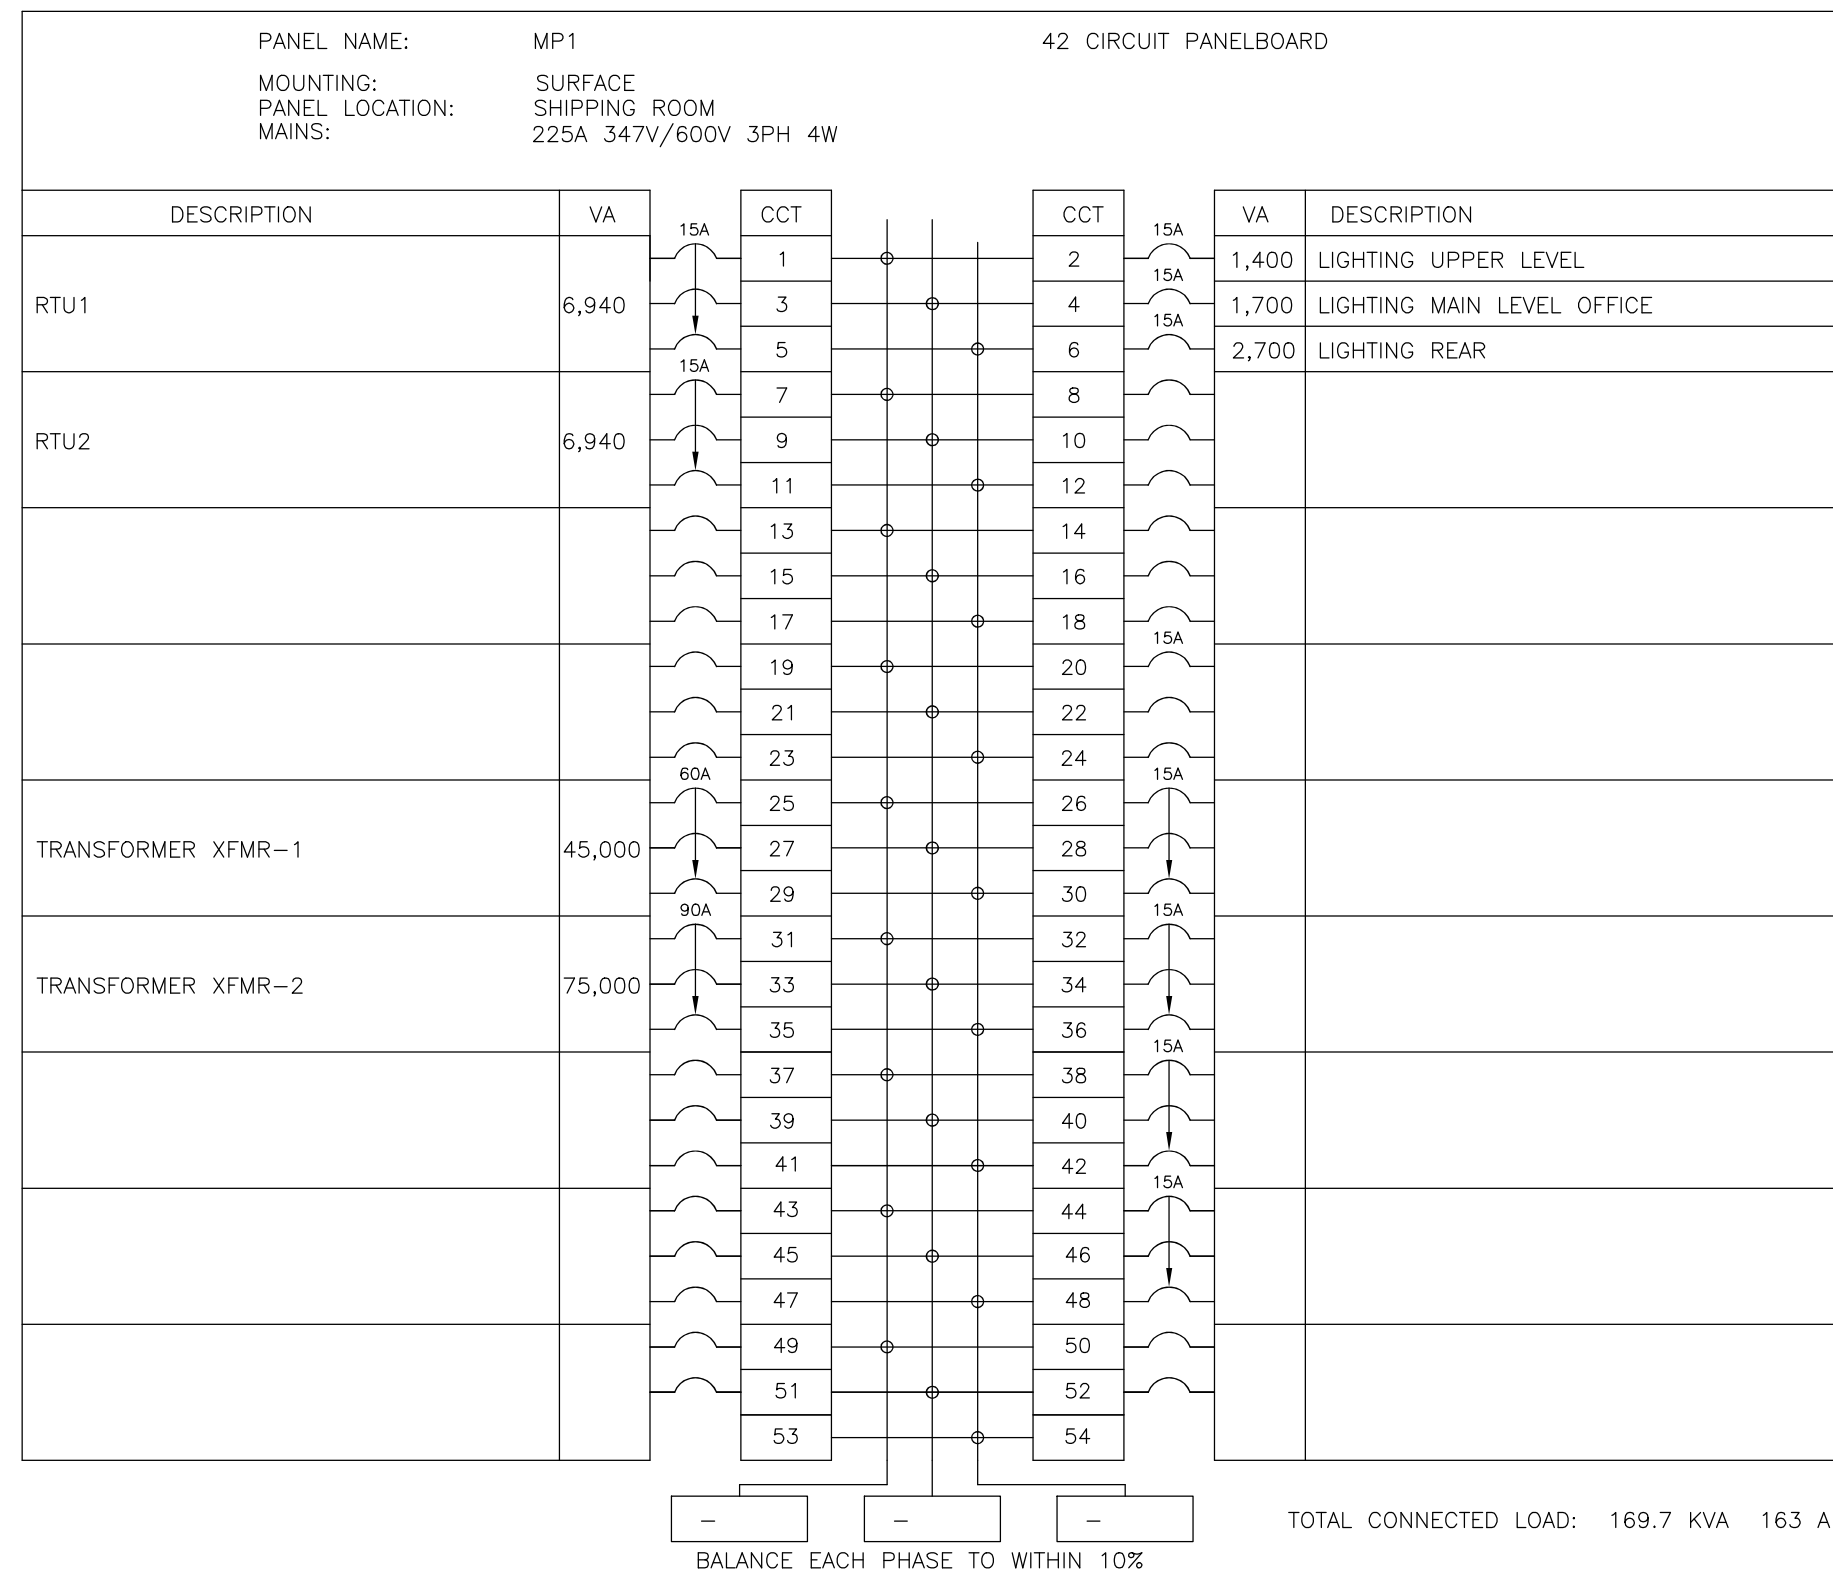 PANEL NAME: MP1 42 CIRCUIT PANELBOARD
MOUNTING: SURFACE
PANEL LOCATION: SHIPPING ROOM
MAINS: 225A 347V/600V 3PH 4W
DESCRIPTION VA CCT CCT VA DESCRIPTION
15A 15A
1 2 1,400 LIGHTING UPPER LEVEL
15A
RTU1 6,940 3 4 1,700 LIGHTING MAIN LEVEL OFFICE
15A
5 6 2,700 LIGHTING REAR
15A
7 8
RTU2 6,940 9 10
11 12
13 14
15 16
17 18
15A
19 20
21 22
23 24
60A 15A
25 26
TRANSFORMER XFMR-1 45,000 27 28
29 30
90A 15A
31 32
TRANSFORMER XFMR-2 75,000 33 34
35 36
15A
37 38
39 40
41 42
15A
43 44
45 46
47 48
49 50
51 52
53 54
- - -
TOTAL CONNECTED LOAD: 169.7 KVA 163 A
BALANCE EACH PHASE TO WITHIN 10%